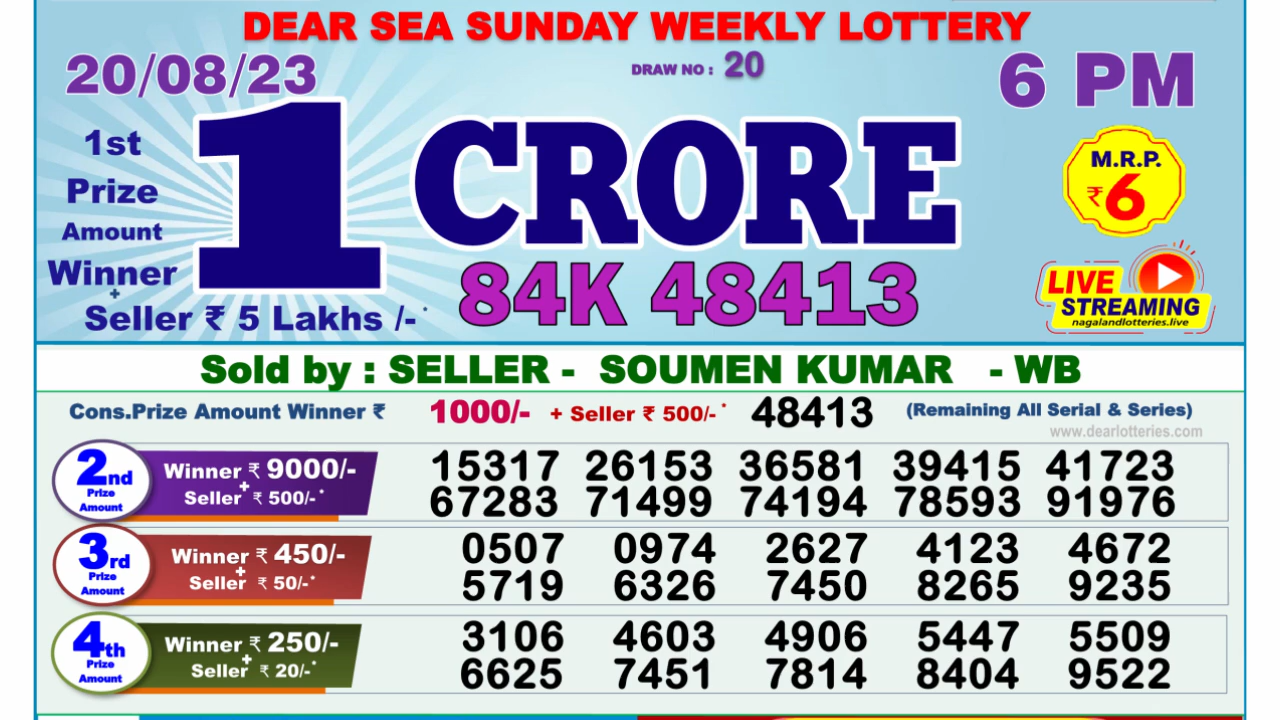 DEAR SEA SUNDAY WEEKLY LOTTERY
20/08/23
DRAW NO : 20
6 PM
1st
Prize
Amount
Winner
+
Seller ₹ 5 Lakhs /-*
1 CRORE
84K 48413
M.R.P.
₹6
LIVE
STREAMING
nagalandlotteries.live
Sold by : SELLER - SOUMEN KUMAR - WB
Cons.Prize Amount Winner ₹ 1000/- + Seller ₹ 500/-* 48413 (Remaining All Serial & Series)
www.dearlotteries.com
2nd
Prize
Amount
Winner ₹ 9000/-
+
Seller ₹ 500/-*
15317 26153 36581 39415 41723
67283 71499 74194 78593 91976
3rd
Prize
Amount
Winner ₹ 450/-
+
Seller ₹ 50/-*
0507 0974 2627 4123 4672
5719 6326 7450 8265 9235
4th
Prize
Amount
Winner ₹ 250/-
+
Seller ₹ 20/-*
3106 4603 4906 5447 5509
6625 7451 7814 8404 9522